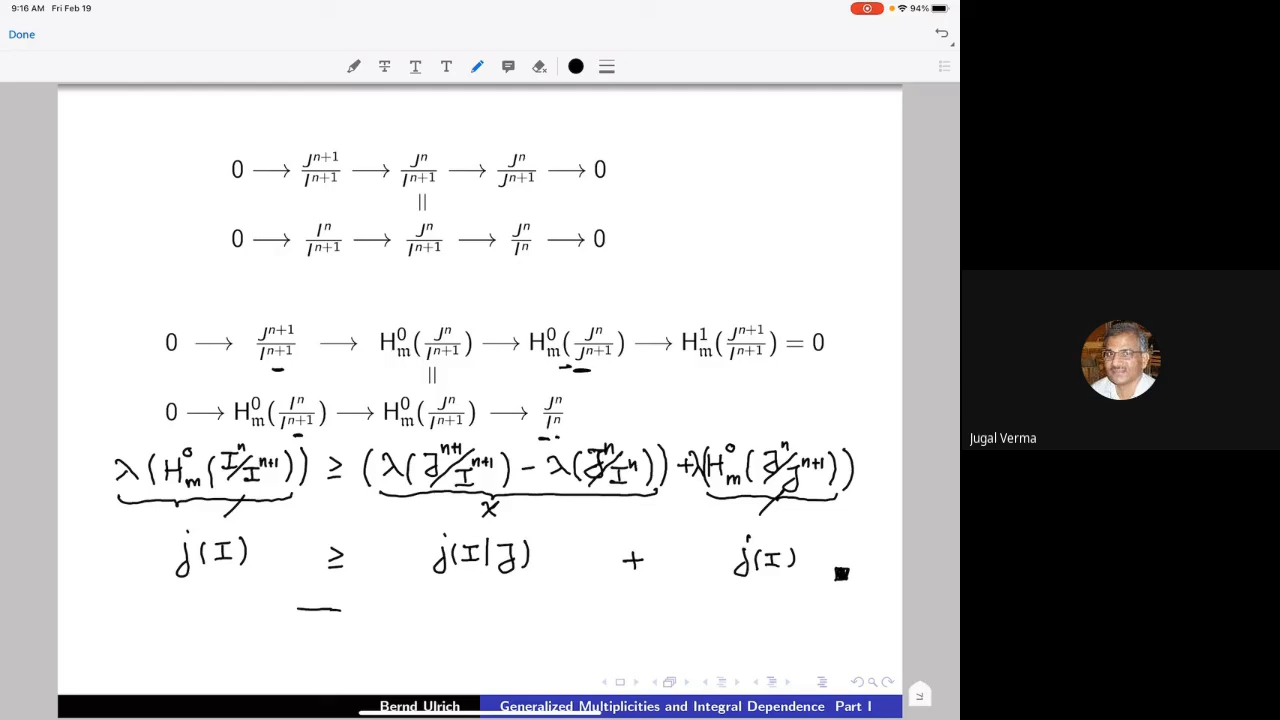 9:16 AM Fri Feb 19 94%
Done
0 ⟶ J^{n+1}/I^{n+1} ⟶ J^n/I^{n+1} ⟶ J^n/J^{n+1} ⟶ 0
||
0 ⟶ I^n/I^{n+1} ⟶ J^n/I^{n+1} ⟶ J^n/I^n ⟶ 0
0 ⟶ J^{n+1}/I^{n+1} ⟶ H^0_m(J^n/I^{n+1}) ⟶ H^0_m(J^n/J^{n+1}) ⟶ H^1_m(J^{n+1}/I^{n+1}) = 0
||
0 ⟶ H^0_m(I^n/I^{n+1}) ⟶ H^0_m(J^n/I^{n+1}) ⟶ J^n/I^n
λ(H^0_m(I^n/I^{n+1})) ≥ (λ(J^{n+1}/I^{n+1}) − λ(J^n/I^n)) + λ(H^0_m(J^n/J^{n+1}))
j(I) ≥ j(I|J) + j(I) ■
Jugal Verma
Bernd Ulrich Generalized Multiplicities and Integral Dependence Part I